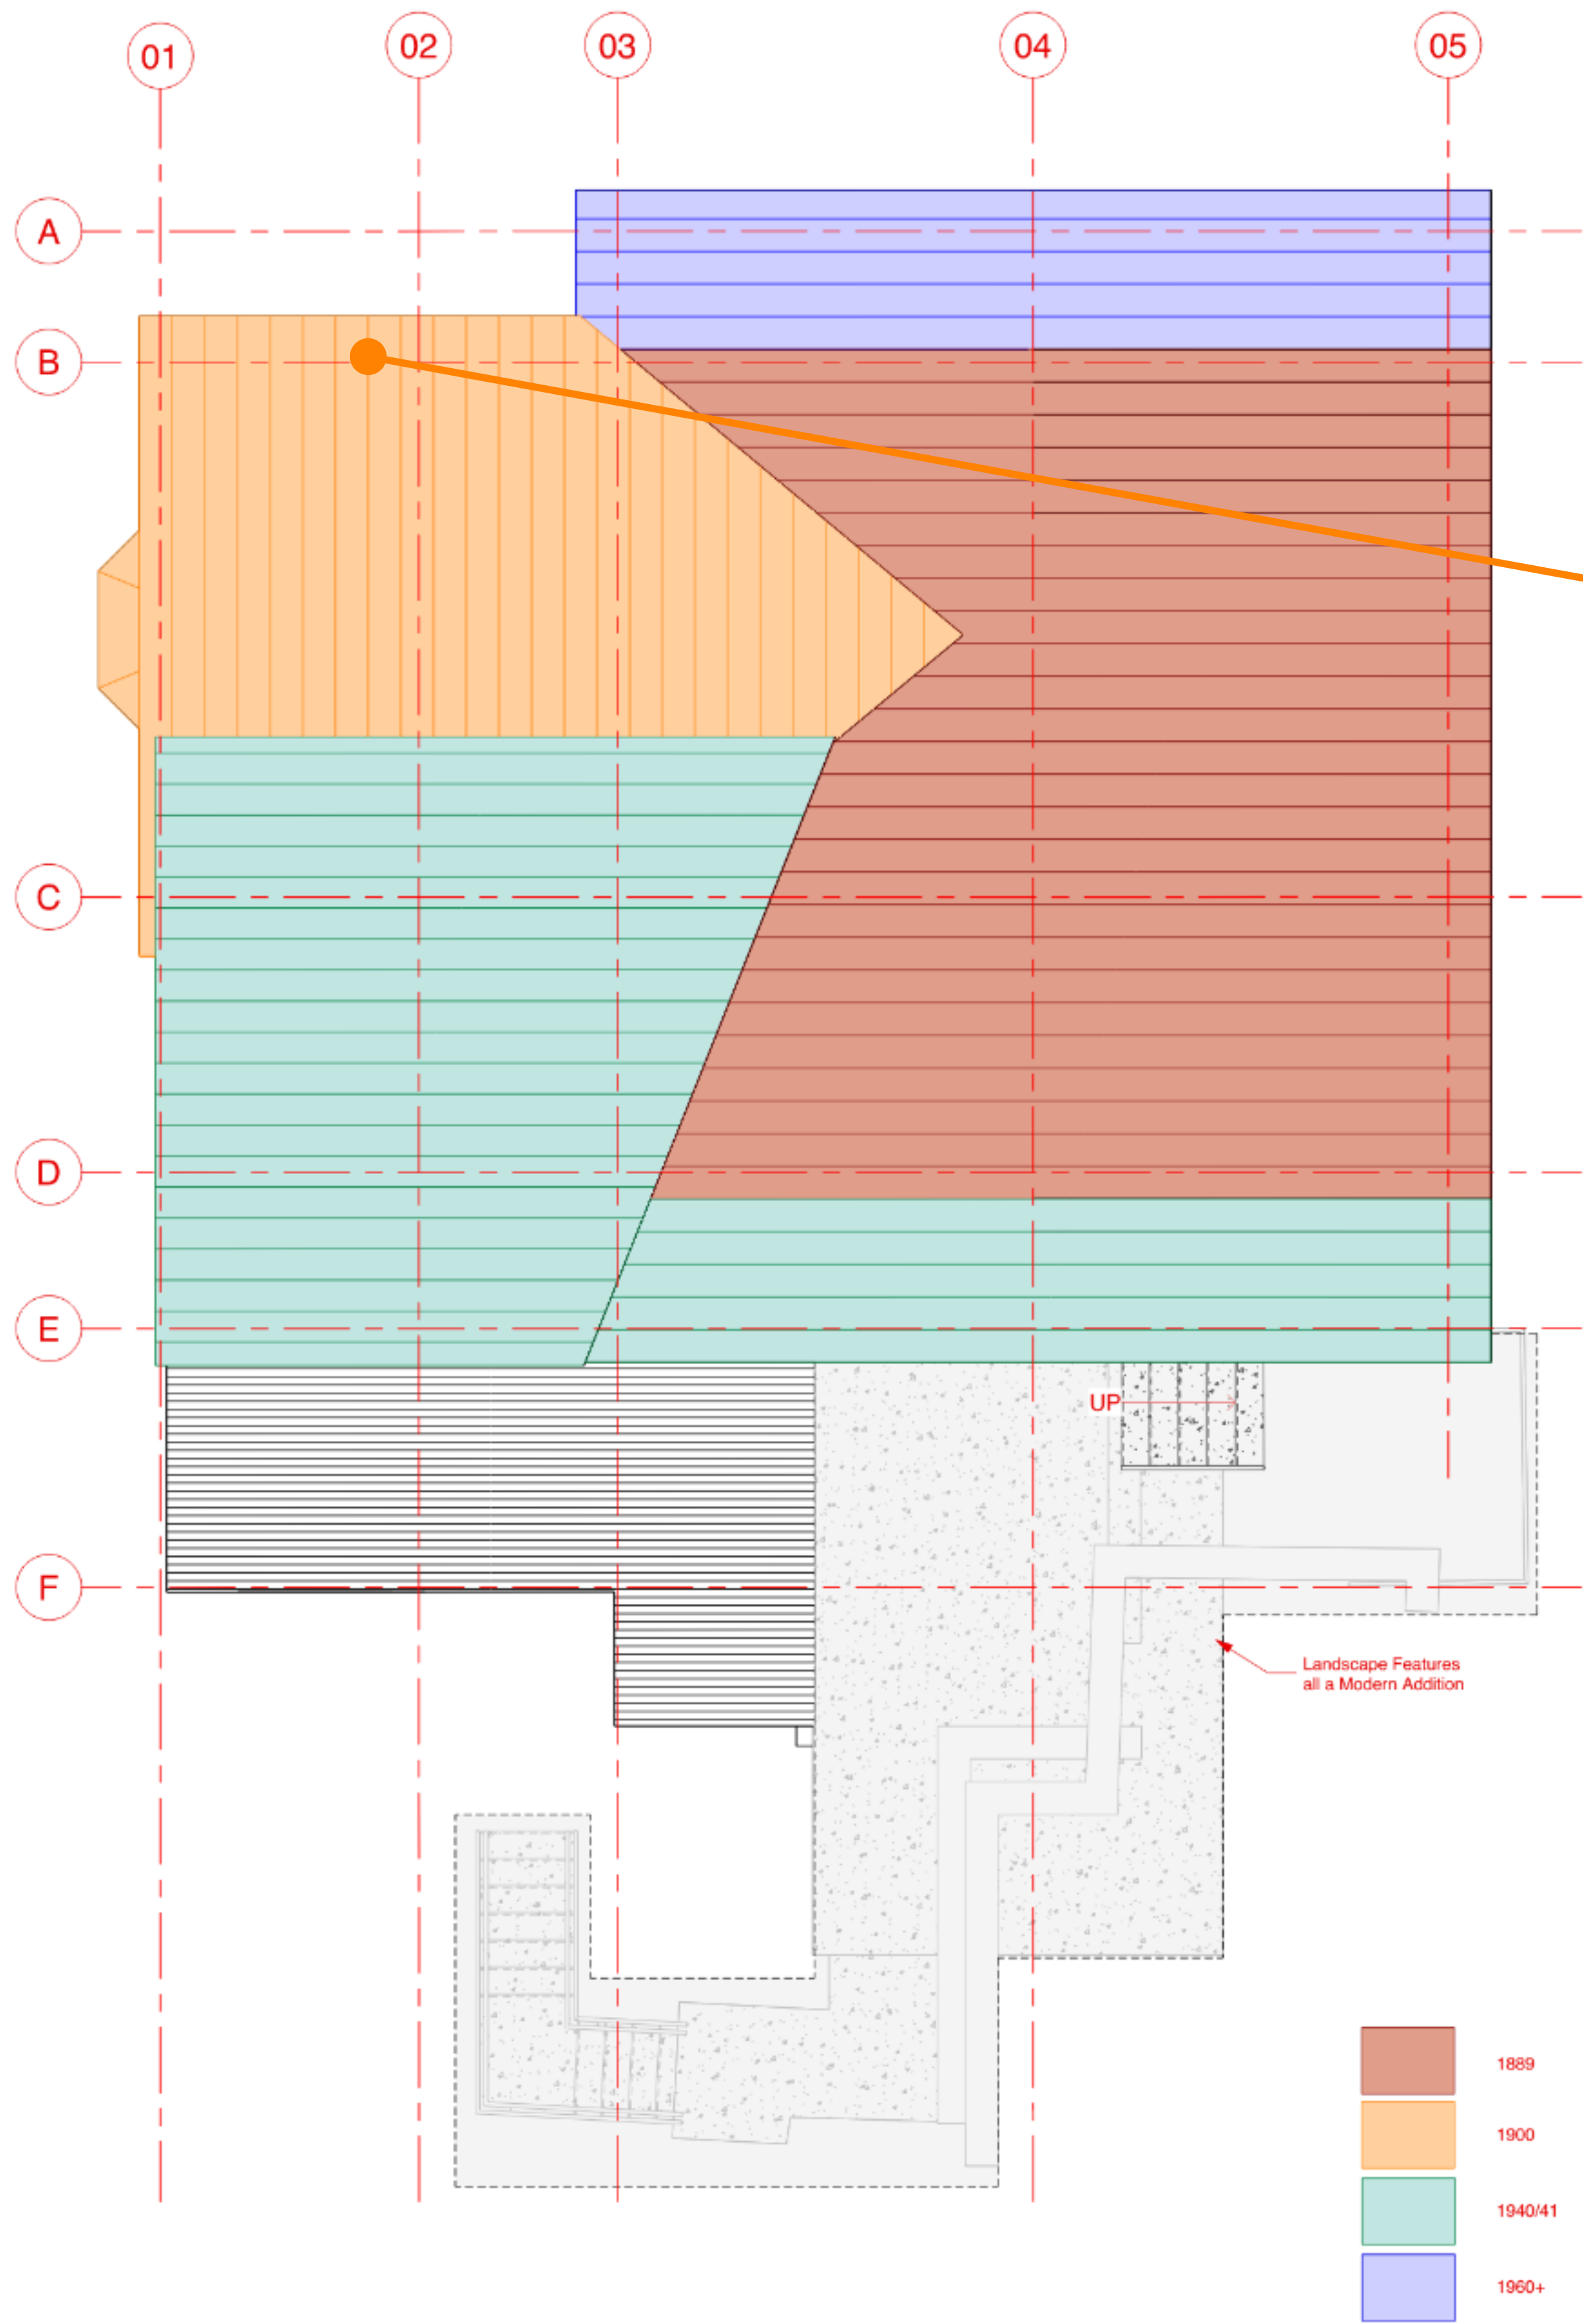 01
02
03
04
05
A
B
C
D
E
UP
F
Landscape Features
all a Modern Addition
1889
1900
1940/41
1960+